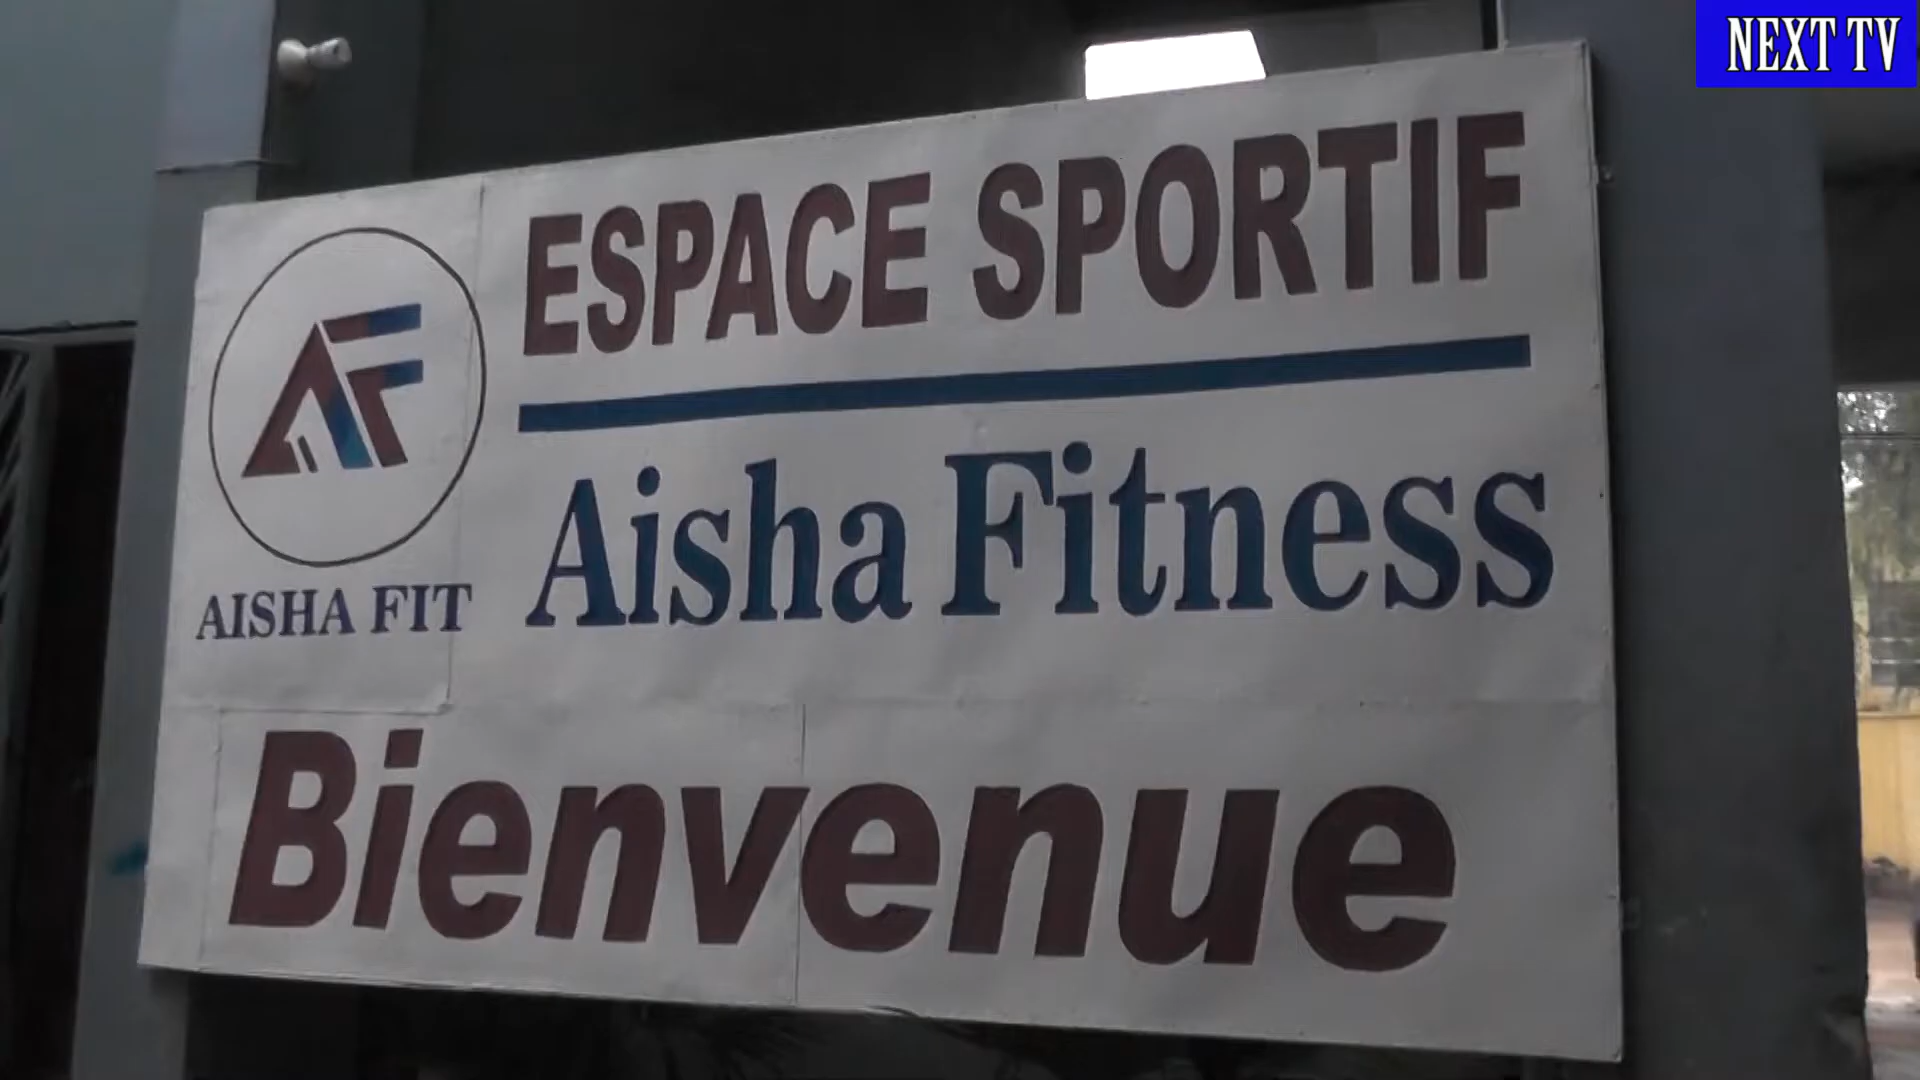 NEXT TV
ESPACE SPORTIF
AF
Aisha Fitness
AISHA FIT
Bienvenue